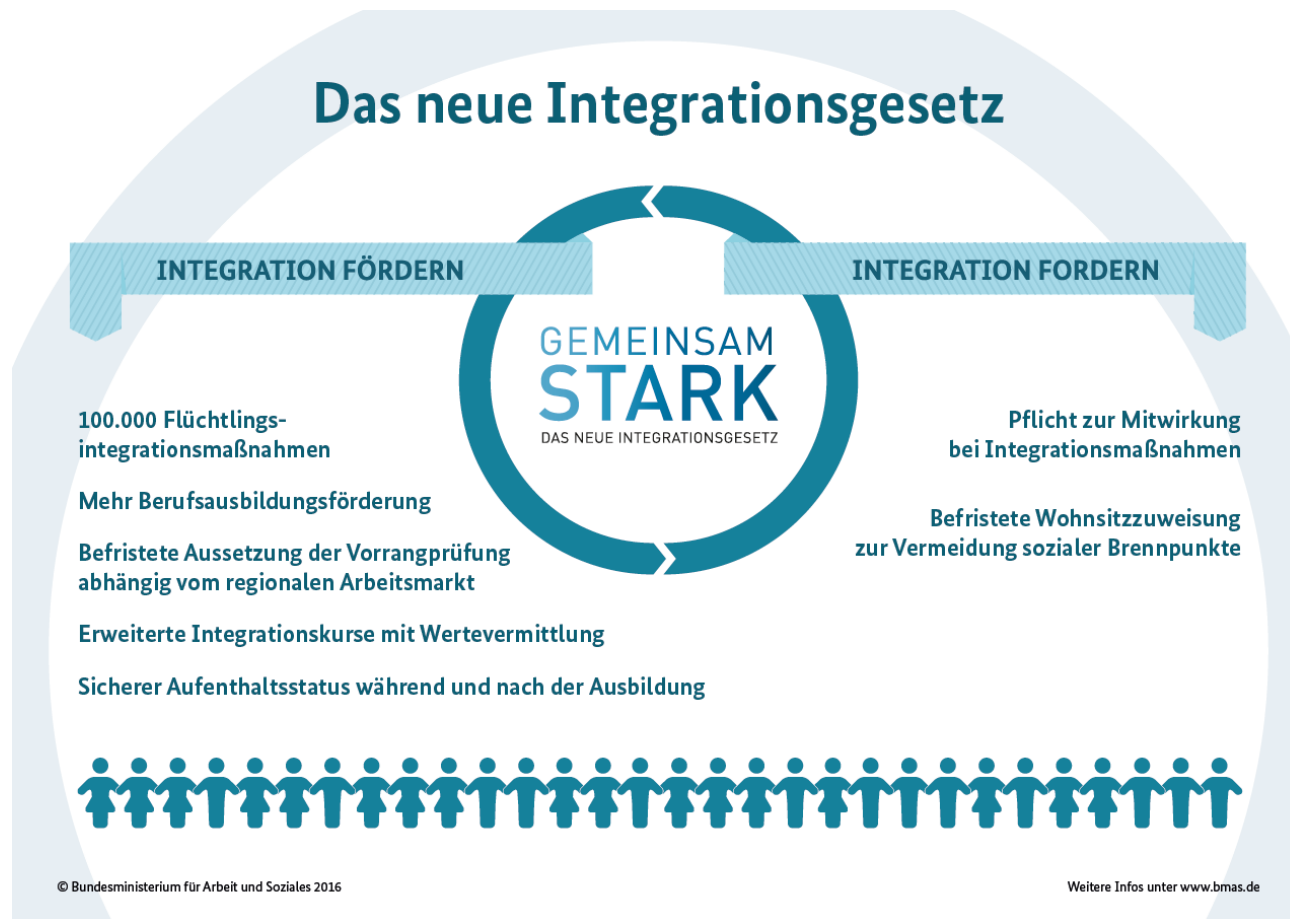 Das neue Integrationsgesetz
INTEGRATION FÖRDERN
INTEGRATION FORDERN
GEMEINSAM
STARK
DAS NEUE INTEGRATIONSGESETZ
100.000 Flüchtlings-
integrationsmaßnahmen
Mehr Berufsausbildungsförderung
Befristete Aussetzung der Vorrangprüfung
abhängig vom regionalen Arbeitsmarkt
Erweiterte Integrationskurse mit Wertevermittlung
Sicherer Aufenthaltsstatus während und nach der Ausbildung
Pflicht zur Mitwirkung
bei Integrationsmaßnahmen
Befristete Wohnsitzzuweisung
zur Vermeidung sozialer Brennpunkte
© Bundesministerium für Arbeit und Soziales 2016
Weitere Infos unter www.bmas.de